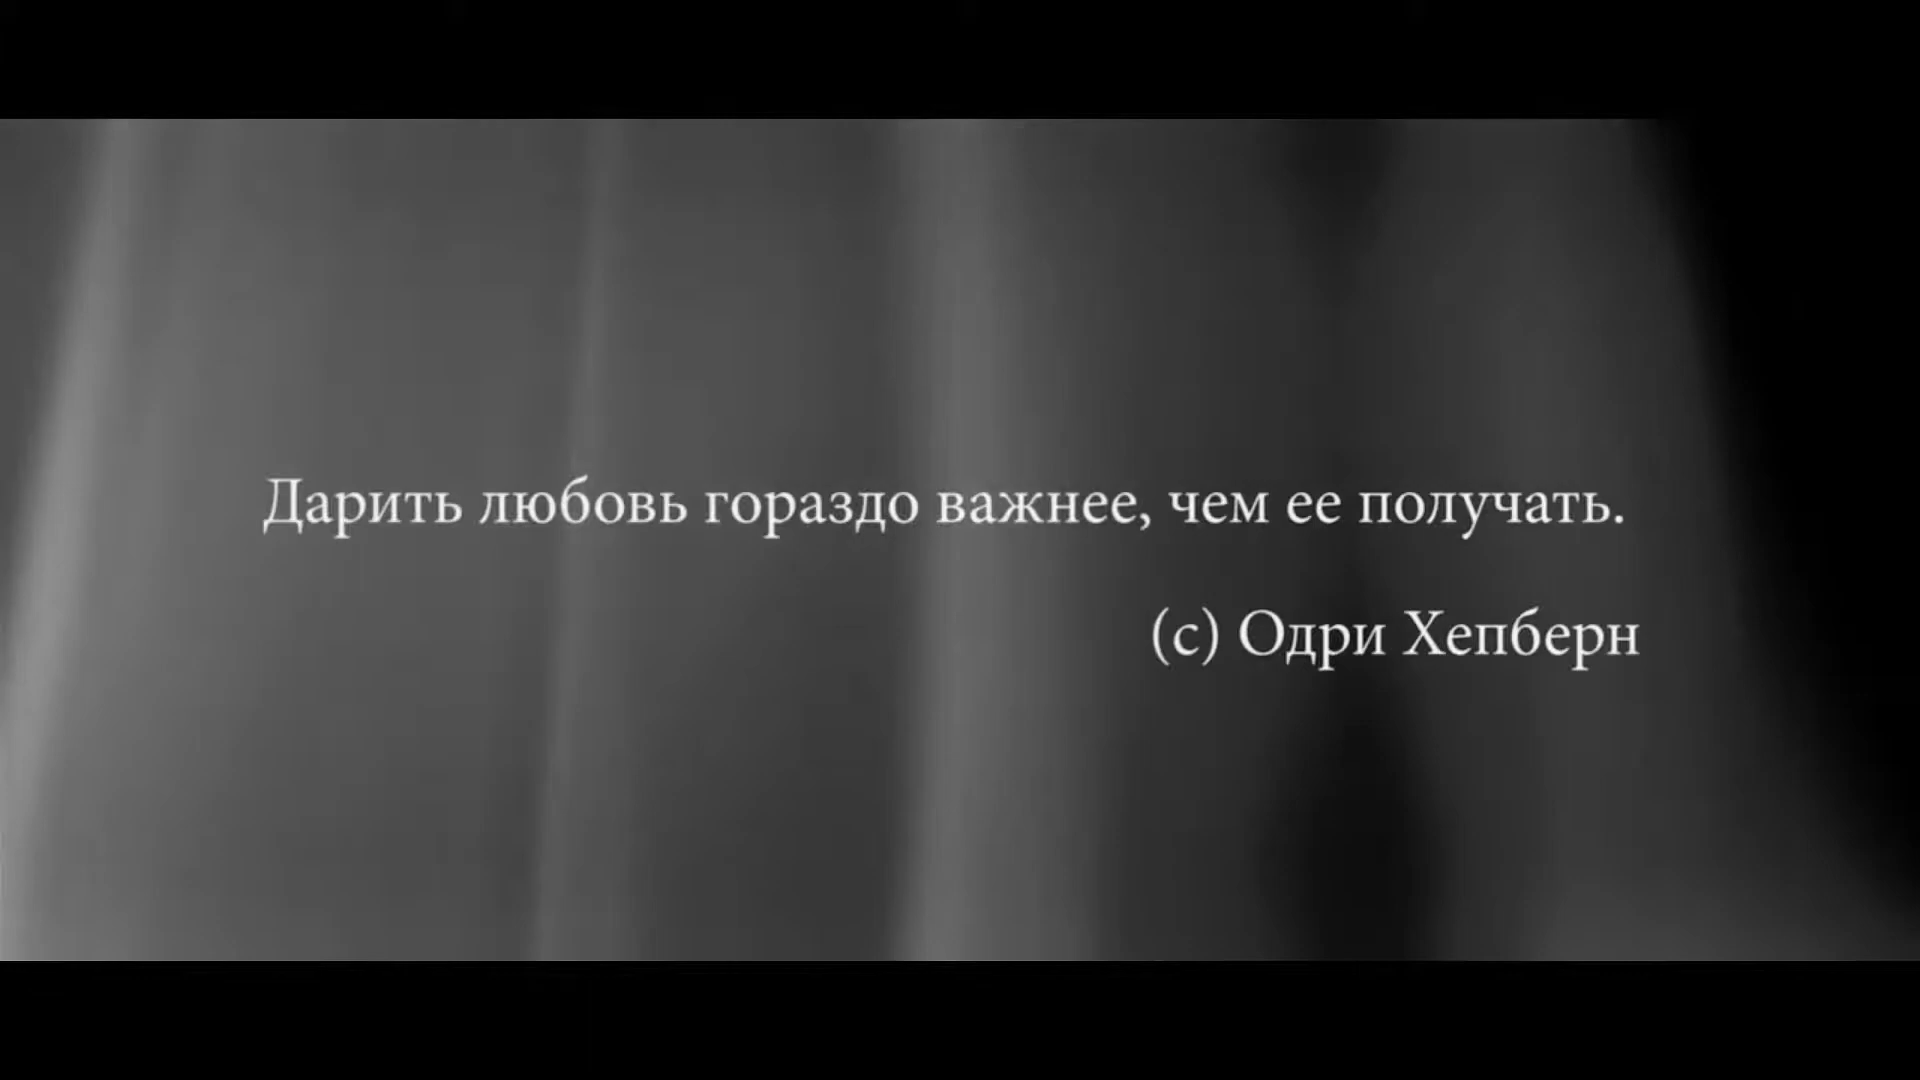 Дарить любовь гораздо важнее, чем ее получать.
(с) Одри Хепберн